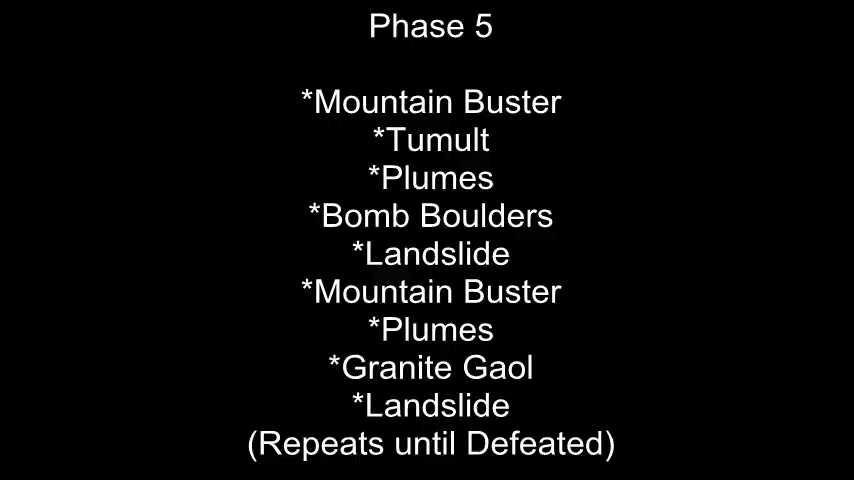 Phase 5
*Mountain Buster
*Tumult
*Plumes
*Bomb Boulders
*Landslide
*Mountain Buster
*Plumes
*Granite Gaol
*Landslide
(Repeats until Defeated)